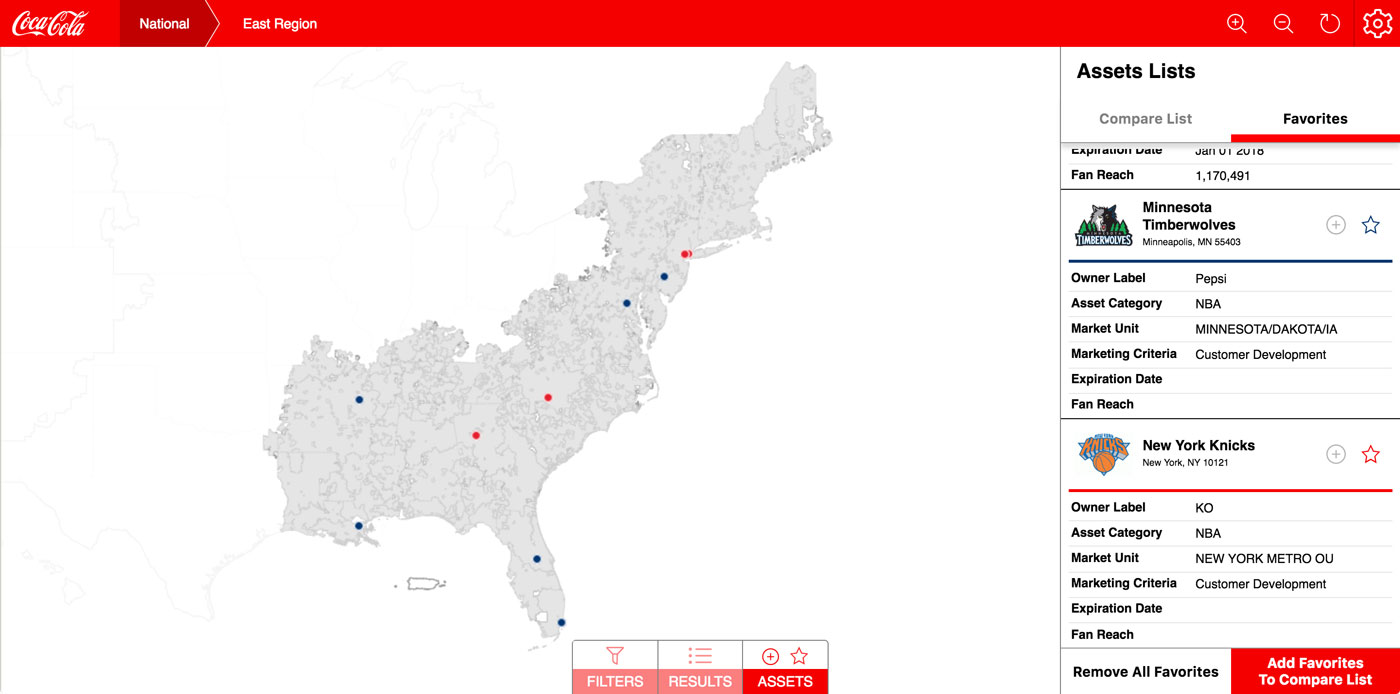 Coca-Cola
National
East Region
Assets Lists
Compare List
Favorites
Expiration Date Jan 01 2018
Fan Reach 1,170,491
TIMBERWOLVES
Minnesota
Timberwolves
Minneapolis, MN 55403
Owner Label Pepsi
Asset Category NBA
Market Unit MINNESOTA/DAKOTA/IA
Marketing Criteria Customer Development
Expiration Date
Fan Reach
NEW YORK
KNICKS
New York Knicks
New York, NY 10121
Owner Label KO
Asset Category NBA
Market Unit NEW YORK METRO OU
Marketing Criteria Customer Development
Expiration Date
Fan Reach
FILTERS
RESULTS
ASSETS
Remove All Favorites
Add Favorites
To Compare List